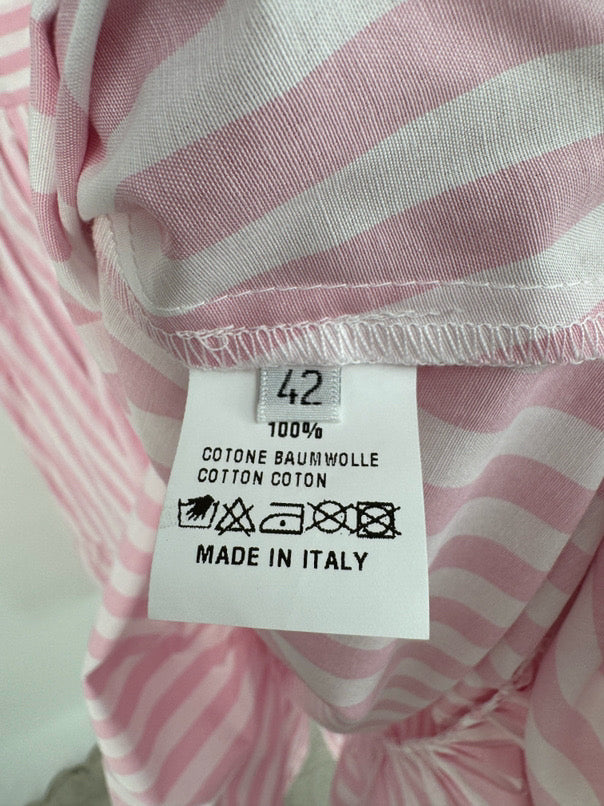 42
100%
COTONE BAUMWOLLE
COTTON COTON
MADE IN ITALY